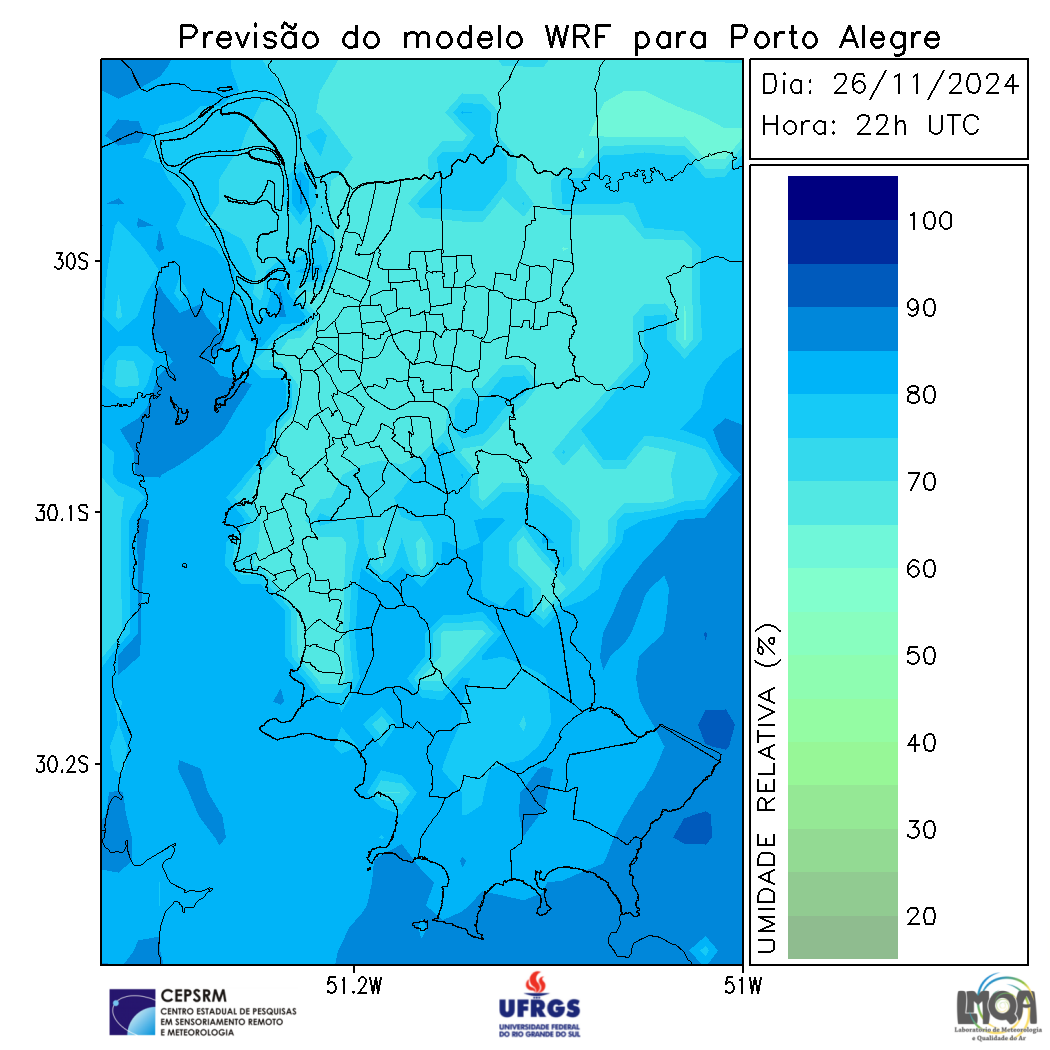 Previsão do modelo WRF para Porto Alegre
Dia: 26/11/2024
Hora: 22h UTC
30S
30.1S
30.2S
51.2W
51W
UMIDADE RELATIVA (%)
100
90
80
70
60
50
40
30
20
CEPSRM
CENTRO ESTADUAL DE PESQUISAS
EM SENSORIAMENTO REMOTO
E METEOROLOGIA
UFRGS
UNIVERSIDADE FEDERAL
DO RIO GRANDE DO SUL
LMQA
Laboratório de Meteorologia
e Qualidade do Ar